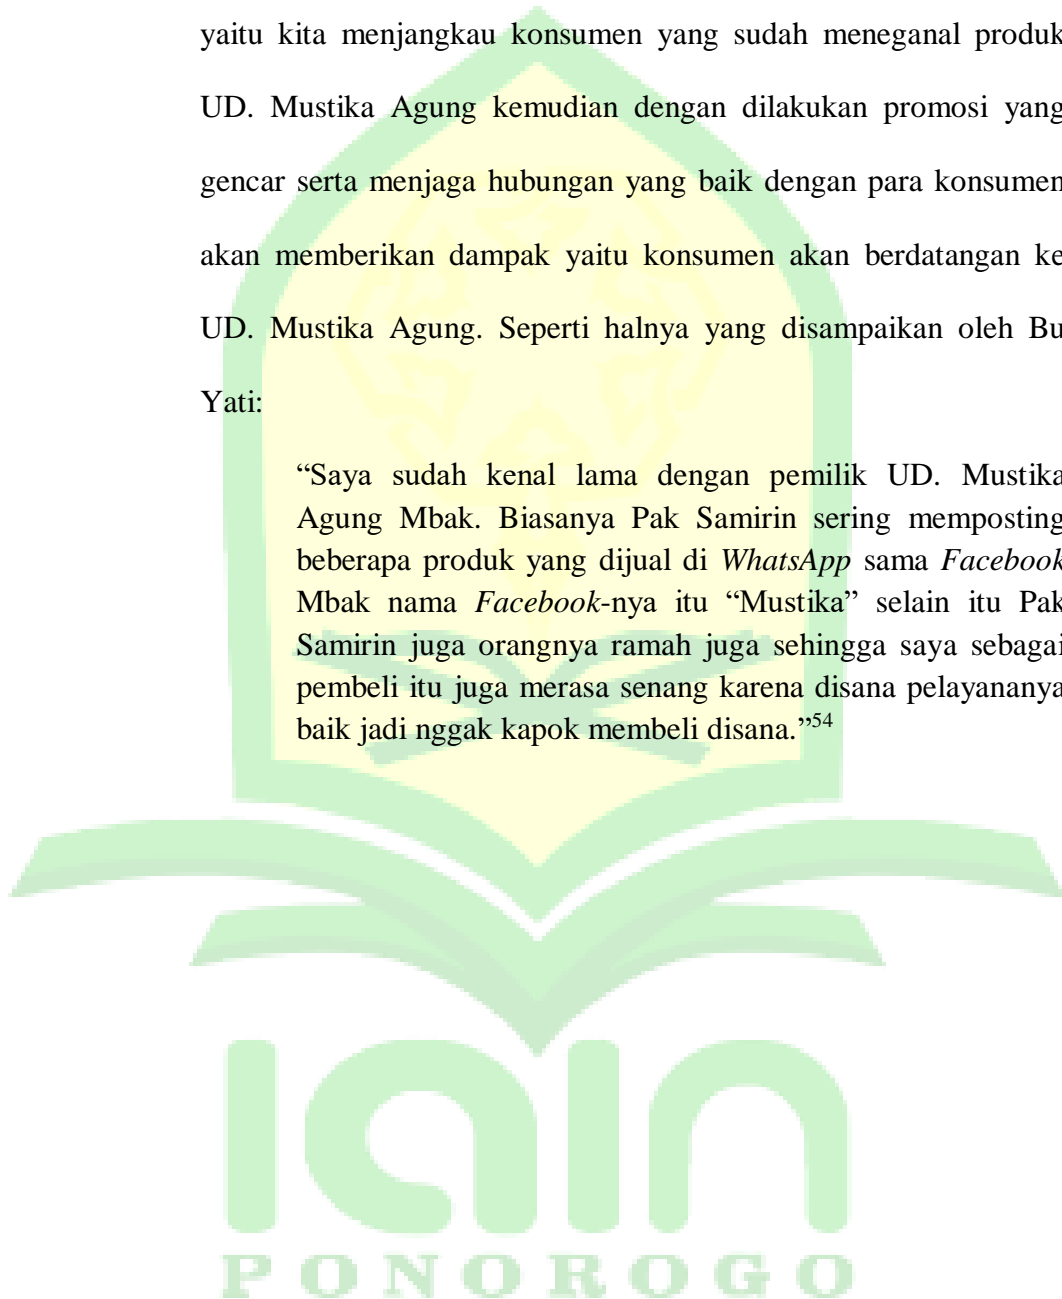 yaitu kita menjangkau konsumen yang sudah meneganal produk
UD. Mustika Agung kemudian dengan dilakukan promosi yang
gencar serta menjaga hubungan yang baik dengan para konsumen
akan memberikan dampak yaitu konsumen akan berdatangan ke
UD. Mustika Agung. Seperti halnya yang disampaikan oleh Bu
Yati:
“Saya sudah kenal lama dengan pemilik UD. Mustika
Agung Mbak. Biasanya Pak Samirin sering memposting
beberapa produk yang dijual di WhatsApp sama Facebook
Mbak nama Facebook-nya itu “Mustika” selain itu Pak
Samirin juga orangnya ramah juga sehingga saya sebagai
pembeli itu juga merasa senang karena disana pelayananya
baik jadi nggak kapok membeli disana.”54
iain
PONOROGO